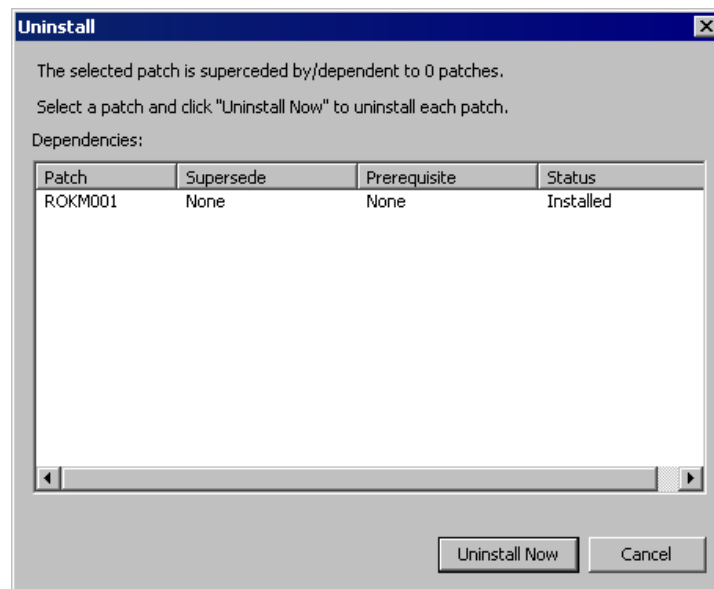 Uninstall
The selected patch is superceded by/dependent to 0 patches.
Select a patch and click "Uninstall Now" to uninstall each patch.
Dependencies:
Patch Supersede Prerequisite Status
ROKM001 None None Installed
Uninstall Now Cancel